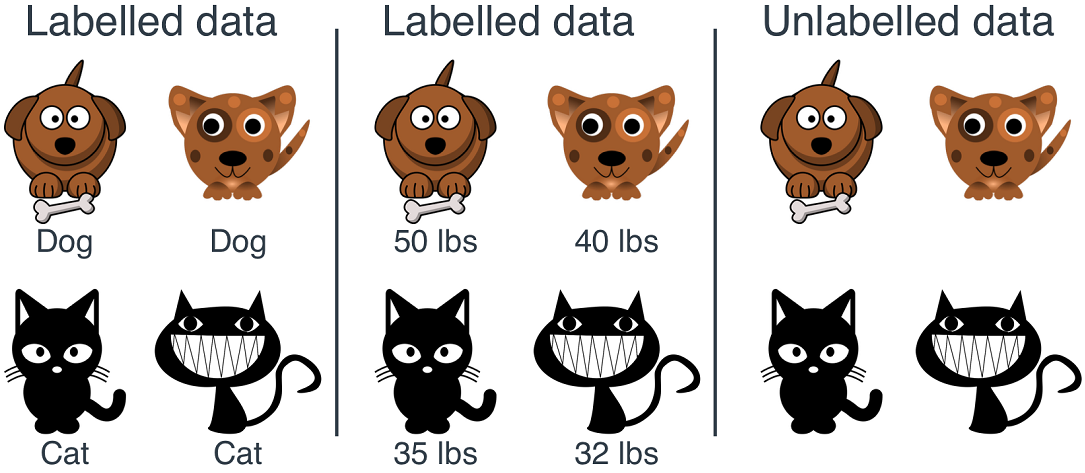 Labelled data
Dog
Dog
Cat
Cat
Labelled data
50 lbs
40 lbs
35 lbs
32 lbs
Unlabelled data